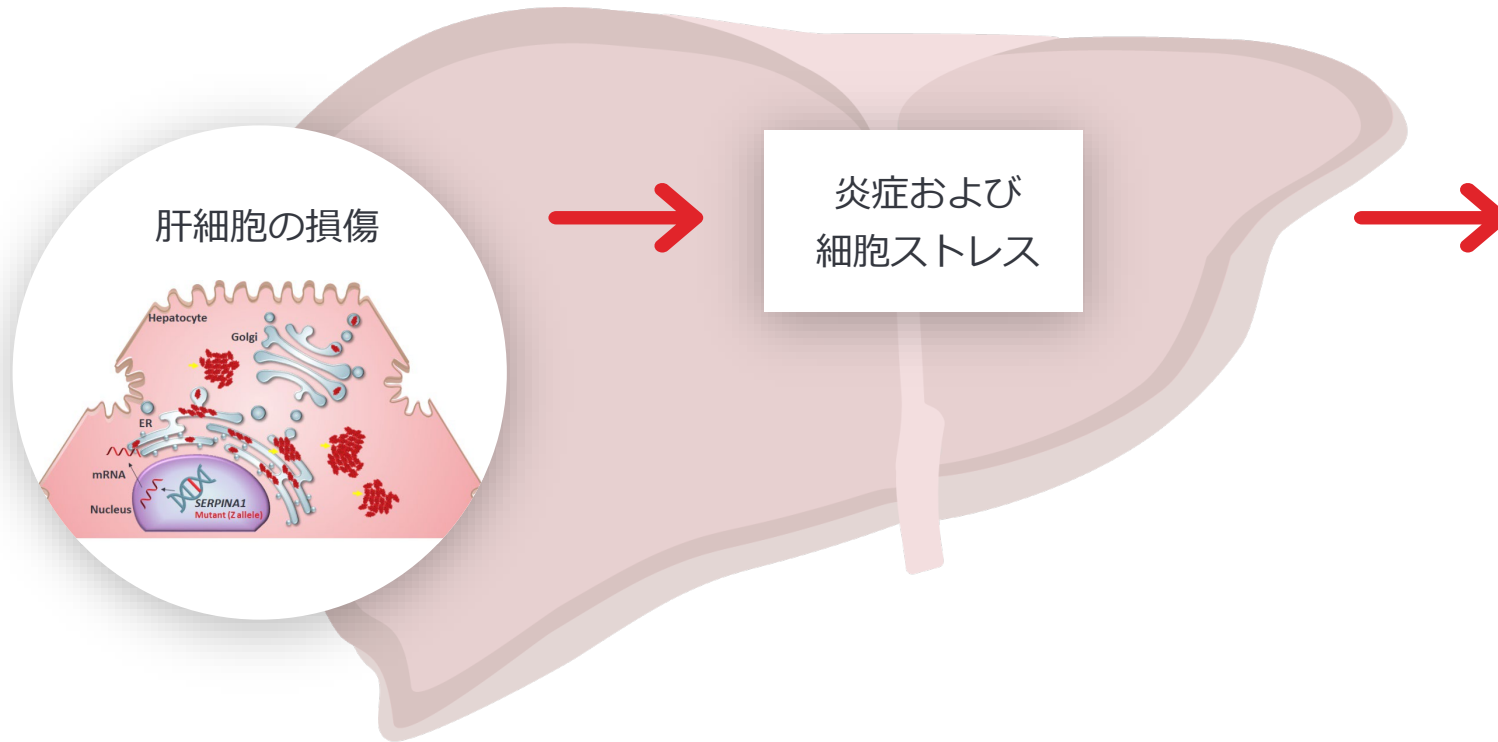 肝細胞の損傷
Hepatocyte
Golgi
ER
mRNA
Nucleus
SERPINA1
Mutant (Z allele)
炎症および
細胞ストレス